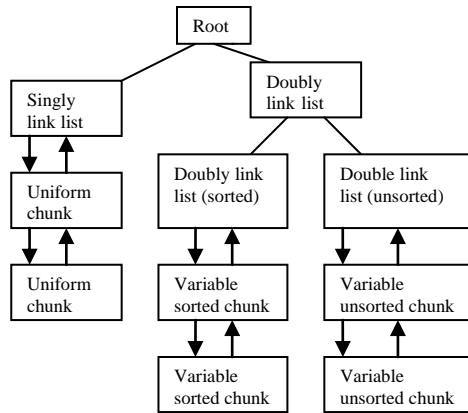 Root
Doubly
link list
Singly
link list
Doubly link
list (sorted)
Double link
list (unsorted)
Uniform
chunk
Variable
sorted chunk
Variable
unsorted chunk
Uniform
chunk
Variable
sorted chunk
Variable
unsorted chunk